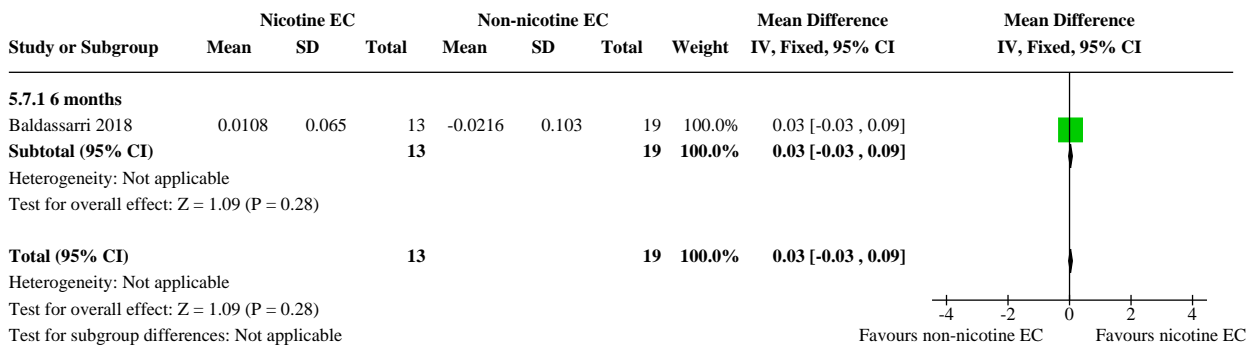 Nicotine EC Non-nicotine EC Mean Difference Mean Difference
Study or Subgroup Mean SD Total Mean SD Total Weight IV, Fixed, 95% CI IV, Fixed, 95% CI
5.7.1 6 months
Baldassarri 2018 0.0108 0.065 13 -0.0216 0.103 19 100.0% 0.03 [-0.03 , 0.09]
Subtotal (95% CI) 13 19 100.0% 0.03 [-0.03 , 0.09]
Heterogeneity: Not applicable
Test for overall effect: Z = 1.09 (P = 0.28)
Total (95% CI) 13 19 100.0% 0.03 [-0.03 , 0.09]
Heterogeneity: Not applicable
Test for overall effect: Z = 1.09 (P = 0.28)
-4 -2 0 2 4
Test for subgroup differences: Not applicable Favours non-nicotine EC Favours nicotine EC